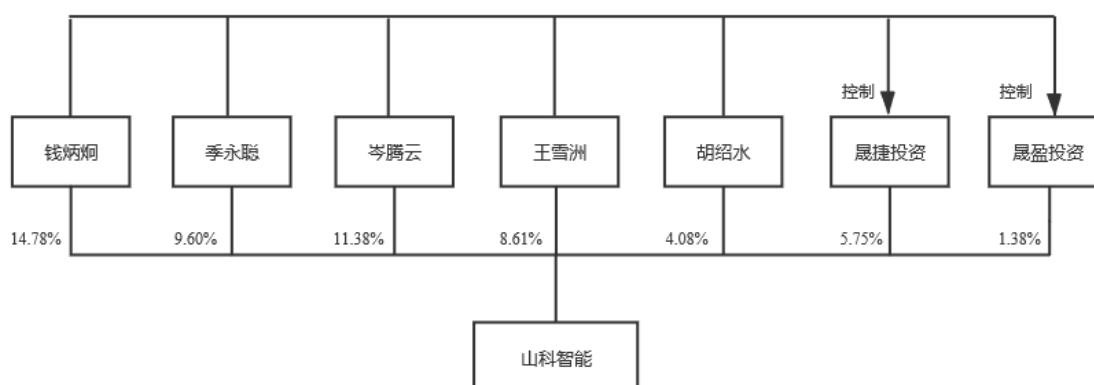 控制
控制
钱炳炯
季永聪
岑腾云
王雪洲
胡绍水
晟捷投资
晟盈投资
14.78%
9.60%
11.38%
8.61%
4.08%
5.75%
1.38%
山科智能